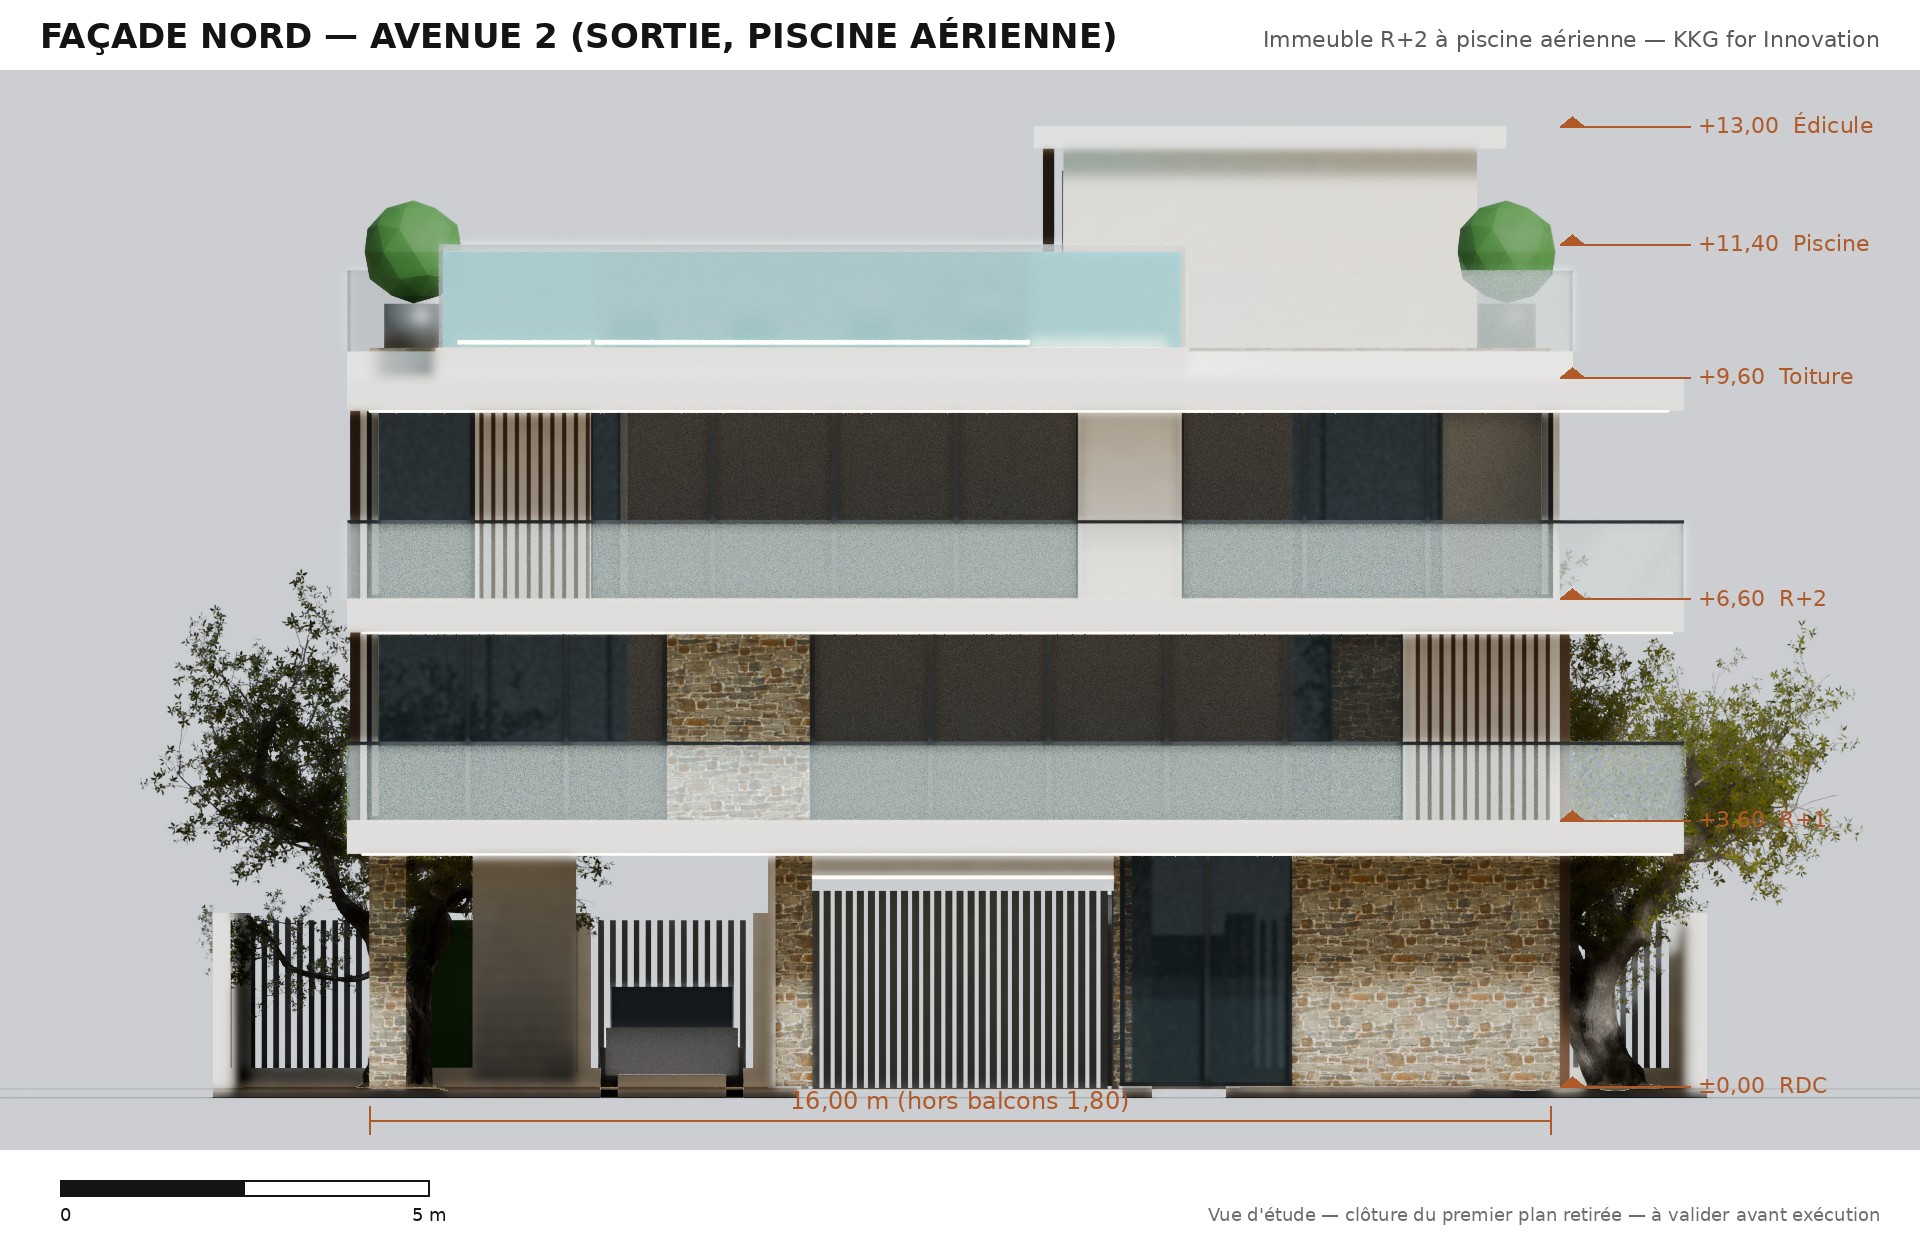 FAÇADE NORD — AVENUE 2 (SORTIE, PISCINE AÉRIENNE)
Immeuble R+2 à piscine aérienne — KKG for Innovation
+13,00 Édicule
+11,40 Piscine
+9,60 Toiture
+6,60 R+2
+3,60 R+1
±0,00 RDC
16,00 m (hors balcons 1,80)
0 5 m
Vue d'étude — clôture du premier plan retirée — à valider avant exécution